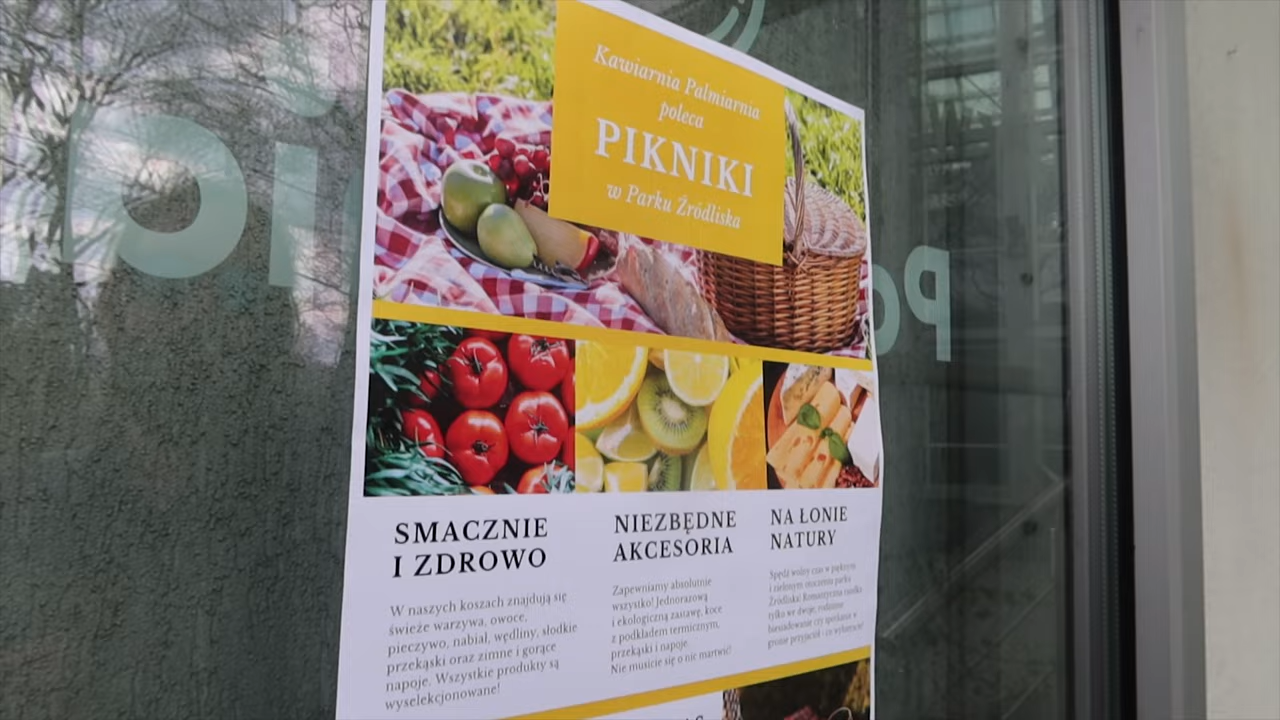 Kawiarnia Palmiarnia
poleca
PIKNIKI
w Parku Źródliska
SMACZNIE
I ZDROWO
W naszych koszach znajdują się
świeże warzywa, owoce,
pieczywo, nabiał, wędliny, słodkie
przekąski oraz zimne i gorące
napoje. Wszystkie produkty są
wyselekcjonowane!
NIEZBĘDNE
AKCESORIA
Zapewniamy absolutnie
wszystko! Jednorazową
i ekologiczną zastawę, koce
z podkładem termicznym,
przekąski i napoje.
Nie musicie się o nic martwić!
NA ŁONIE
NATURY
Spędź wolny czas w pięknym
i zielonym otoczeniu parku
Źródliska! Romantyczna randka
tylko we dwoje, rodzinne
biesiadowanie czy spotkanie w
gronie przyjaciół - co wybierzesz?